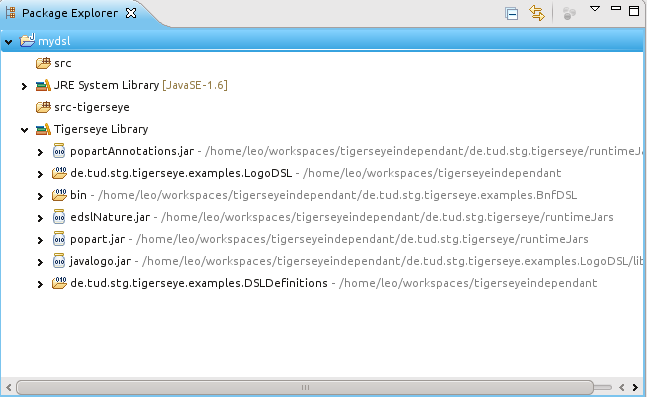 Package Explorer
mydsl
src
JRE System Library [JavaSE-1.6]
src-tigerseye
Tigerseye Library
popartAnnotations.jar - /home/leo/workspaces/tigerseyeindependant/de.tud.stg.tigerseye/runtimeJa
de.tud.stg.tigerseye.examples.LogoDSL - /home/leo/workspaces/tigerseyeindependant
bin - /home/leo/workspaces/tigerseyeindependant/de.tud.stg.tigerseye.examples.BnfDSL
edslNature.jar - /home/leo/workspaces/tigerseyeindependant/de.tud.stg.tigerseye/runtimeJars
popart.jar - /home/leo/workspaces/tigerseyeindependant/de.tud.stg.tigerseye/runtimeJars
javalogo.jar - /home/leo/workspaces/tigerseyeindependant/de.tud.stg.tigerseye.examples.LogoDSL/lib
de.tud.stg.tigerseye.examples.DSLDefinitions - /home/leo/workspaces/tigerseyeindependant